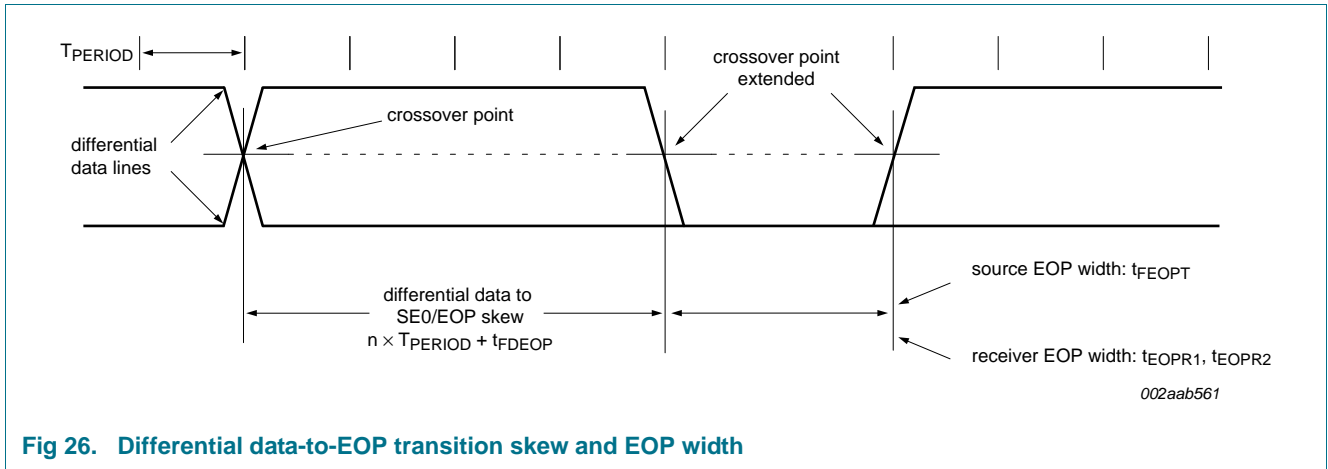 TPERIOD
crossover point
extended
crossover point
differential
data lines
differential data to
SE0/EOP skew
n × TPERIOD + tFDEOP
source EOP width: tFEOPT
receiver EOP width: tEOPR1, tEOPR2
002aab561
Fig 26. Differential data-to-EOP transition skew and EOP width